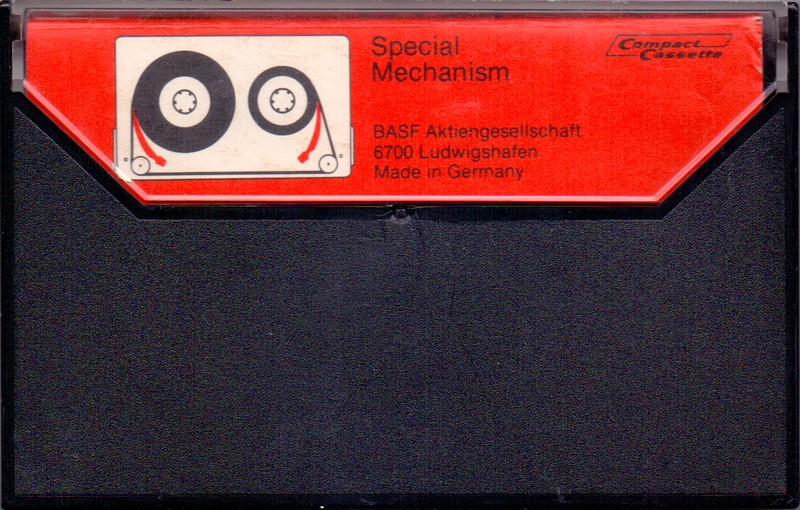 Special
Mechanism
Compact
Cassette
BASF Aktiengesellschaft
6700 Ludwigshafen
Made in Germany